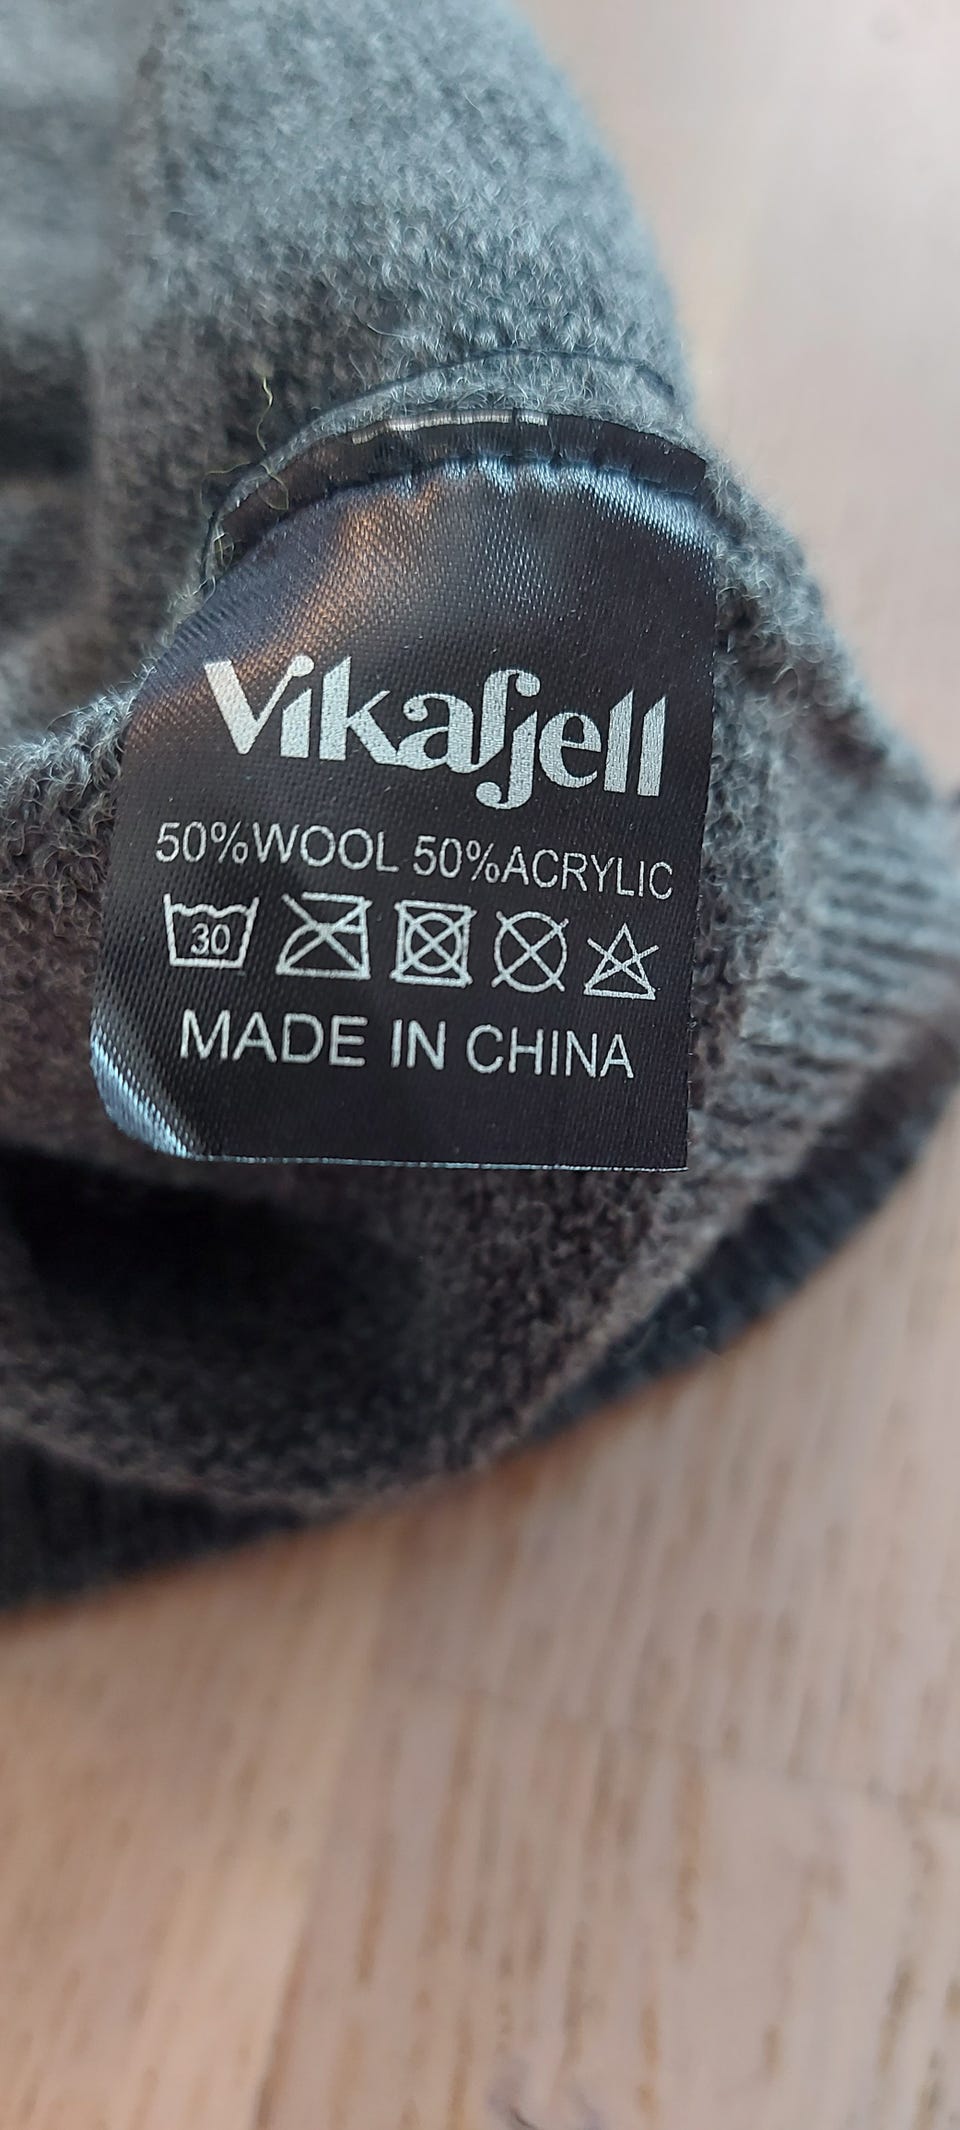 Vikafjell
50%WOOL 50%ACRYLIC
30
MADE IN CHINA